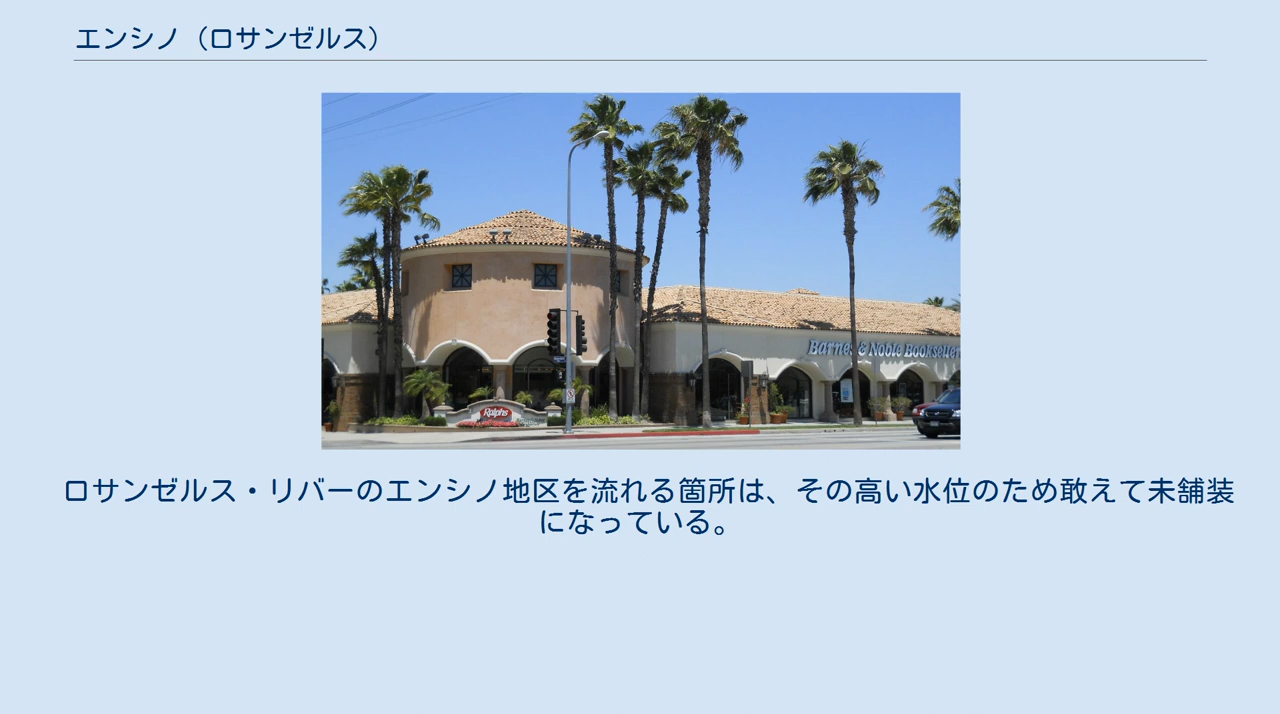 エンシノ（ロサンゼルス）
Ralphs
Barnes & Noble Booksellers
ロサンゼルス・リバーのエンシノ地区を流れる箇所は、その高い水位のため敢えて未舗装
になっている。